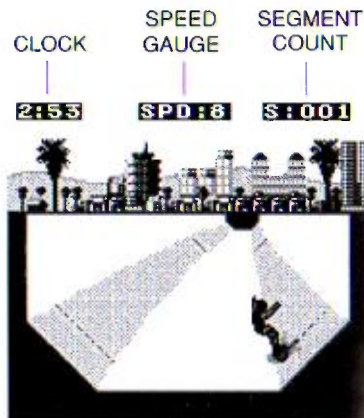 CLOCK
SPEED
GAUGE
SEGMENT
COUNT
2:53
SPD:8
S:001